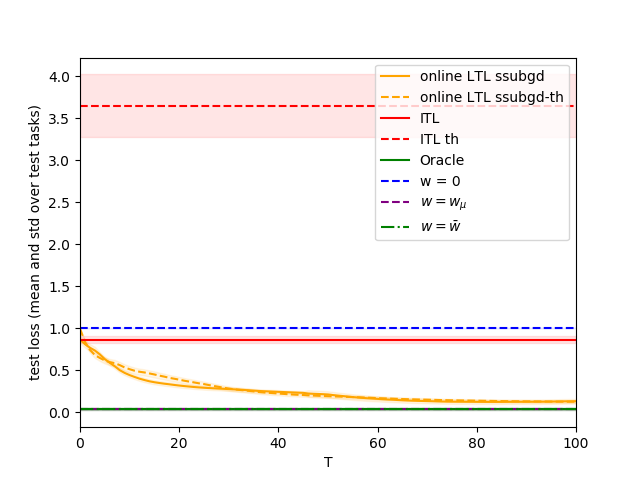 4.0
3.5
3.0
2.5
2.0
1.5
1.0
0.5
0.0
test loss (mean and std over test tasks)
online LTL ssubgd
online LTL ssubgd-th
ITL
ITL th
Oracle
w = 0
w = w_μ
w = w̄
0 20 40 60 80 100
T